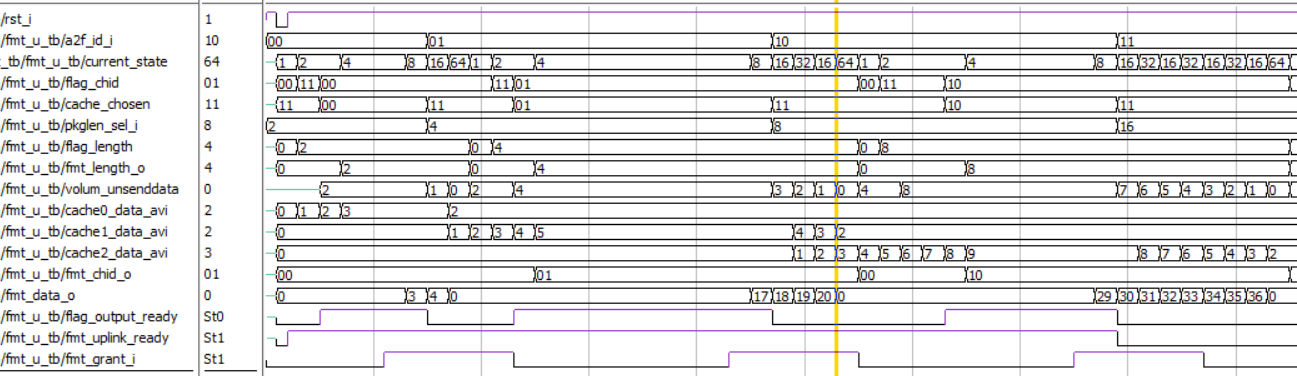 /rst_i 1
/fmt_u_tb/a2f_id_i 10 00 01 10 11
_tb/fmt_u_tb/current_state 64 1 2 4 8 16 64 1 2 4 8 16 32 16 64 1 2 4 8 16 32 16 32 16 32 16 64
/fmt_u_tb/flag_chid 01 00 11 00 11 01 00 11 10
/fmt_u_tb/cache_chosen 11 11 00 11 01 11 10 11
/fmt_u_tb/pkglen_sel_i 8 2 4 8 16
/fmt_u_tb/flag_length 4 0 2 0 4 0 8
/fmt_u_tb/fmt_length_o 4 0 2 0 4 0 8
/fmt_u_tb/volum_unsenddata 0 2 1 0 2 4 3 2 1 0 4 8 7 6 5 4 3 2 1 0
/fmt_u_tb/cache0_data_avi 2 0 1 2 3 2
/fmt_u_tb/cache1_data_avi 2 0 1 2 3 4 5 4 3 2
/fmt_u_tb/cache2_data_avi 3 0 1 2 3 4 5 6 7 8 9 8 7 6 5 4 3 2
/fmt_u_tb/fmt_chid_o 01 00 01 00 10
/fmt_data_o 0 0 3 4 0 17 18 19 20 0 29 30 31 32 33 34 35 36 0
/fmt_u_tb/flag_output_ready St0
/fmt_u_tb/fmt_uplink_ready St1
/fmt_u_tb/fmt_grant_i St1